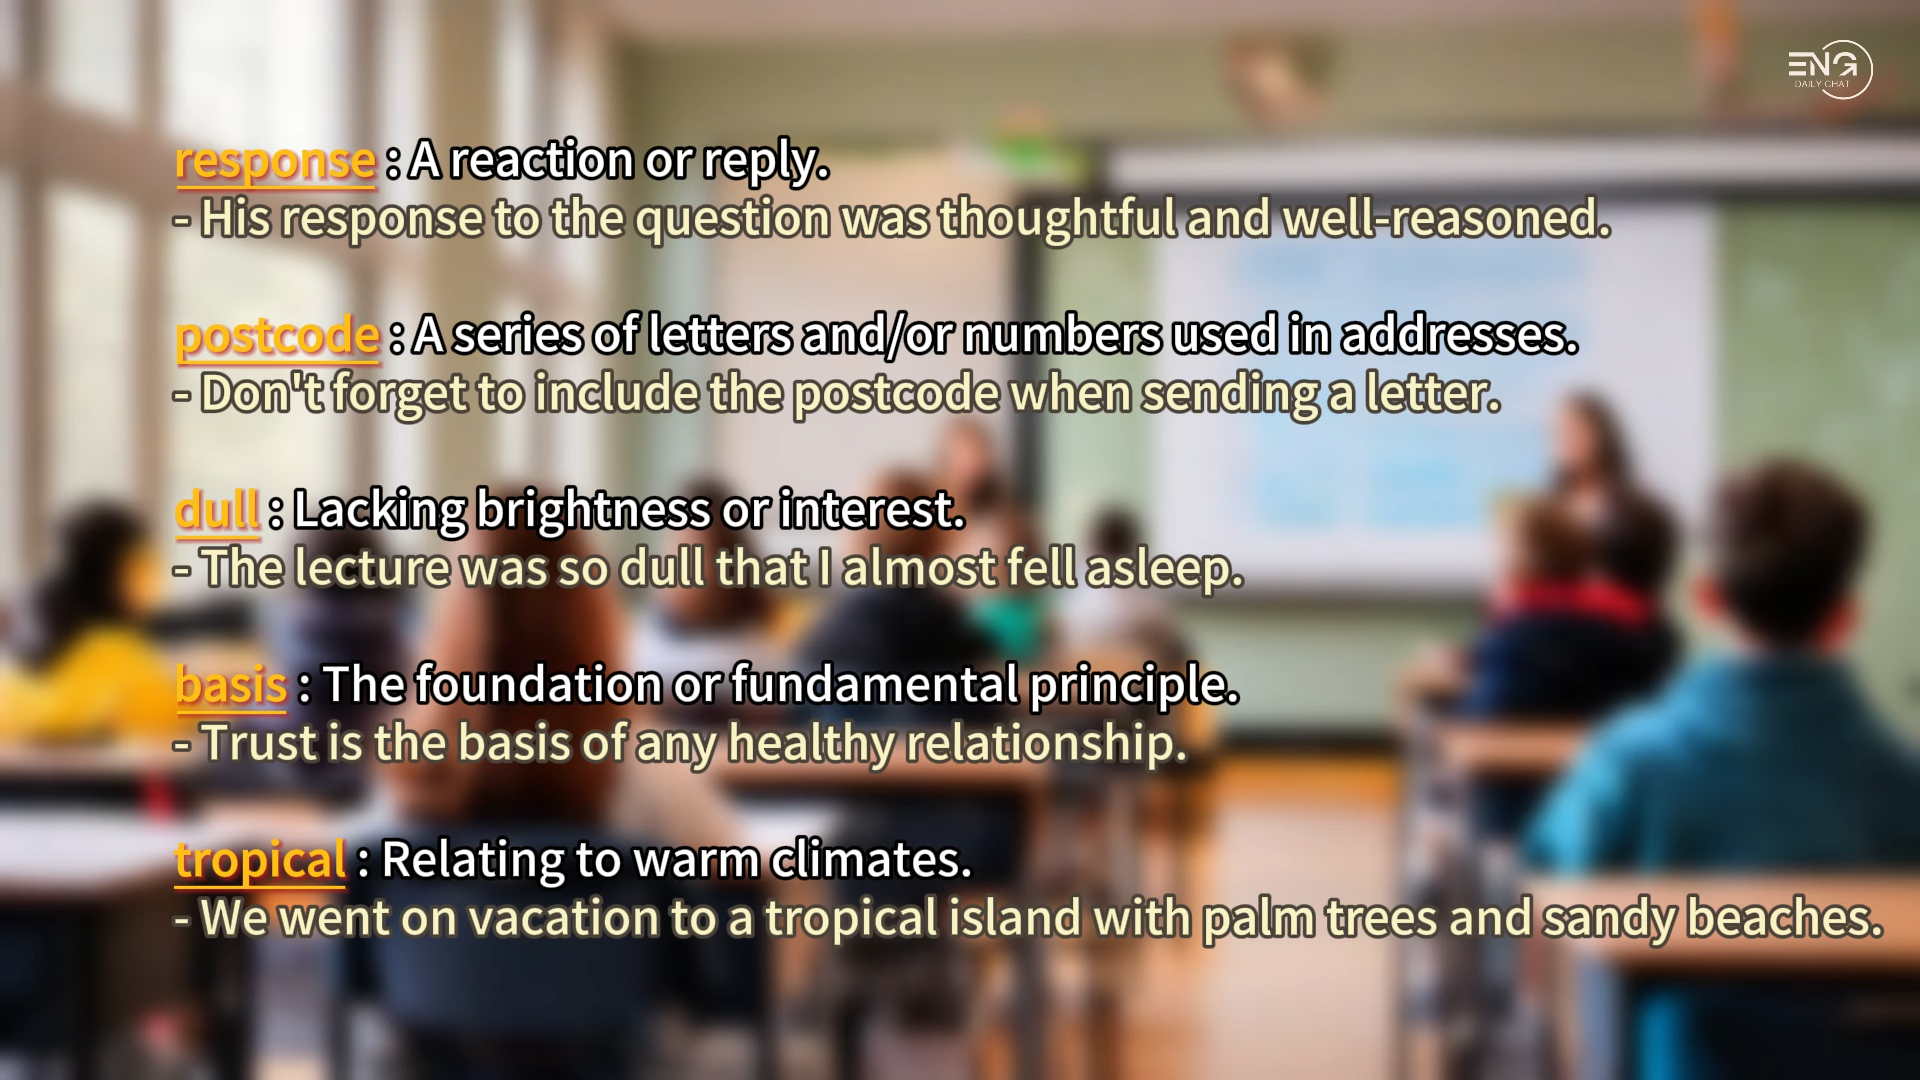 ENG
DAILY CHAT
response : A reaction or reply.
- His response to the question was thoughtful and well-reasoned.
postcode : A series of letters and/or numbers used in addresses.
- Don't forget to include the postcode when sending a letter.
dull : Lacking brightness or interest.
- The lecture was so dull that I almost fell asleep.
basis : The foundation or fundamental principle.
- Trust is the basis of any healthy relationship.
tropical : Relating to warm climates.
- We went on vacation to a tropical island with palm trees and sandy beaches.